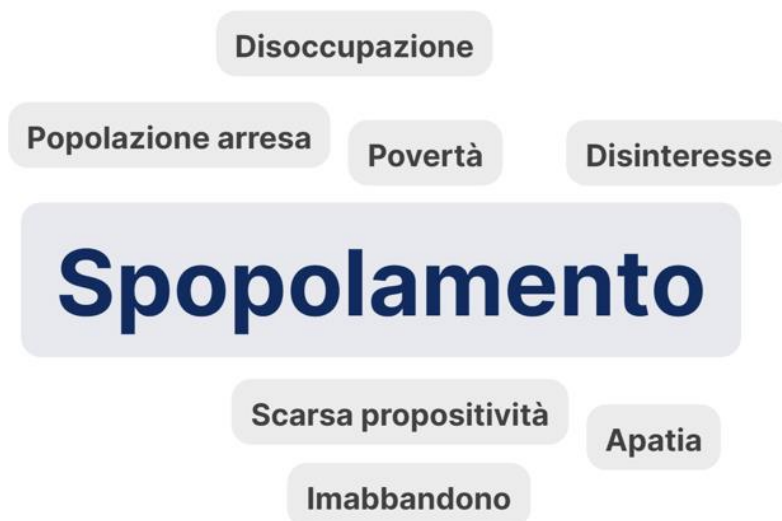 Disoccupazione
Popolazione arresa
Povertà
Disinteresse
Spopolamento
Scarsa propositività
Apatia
Imabbandono